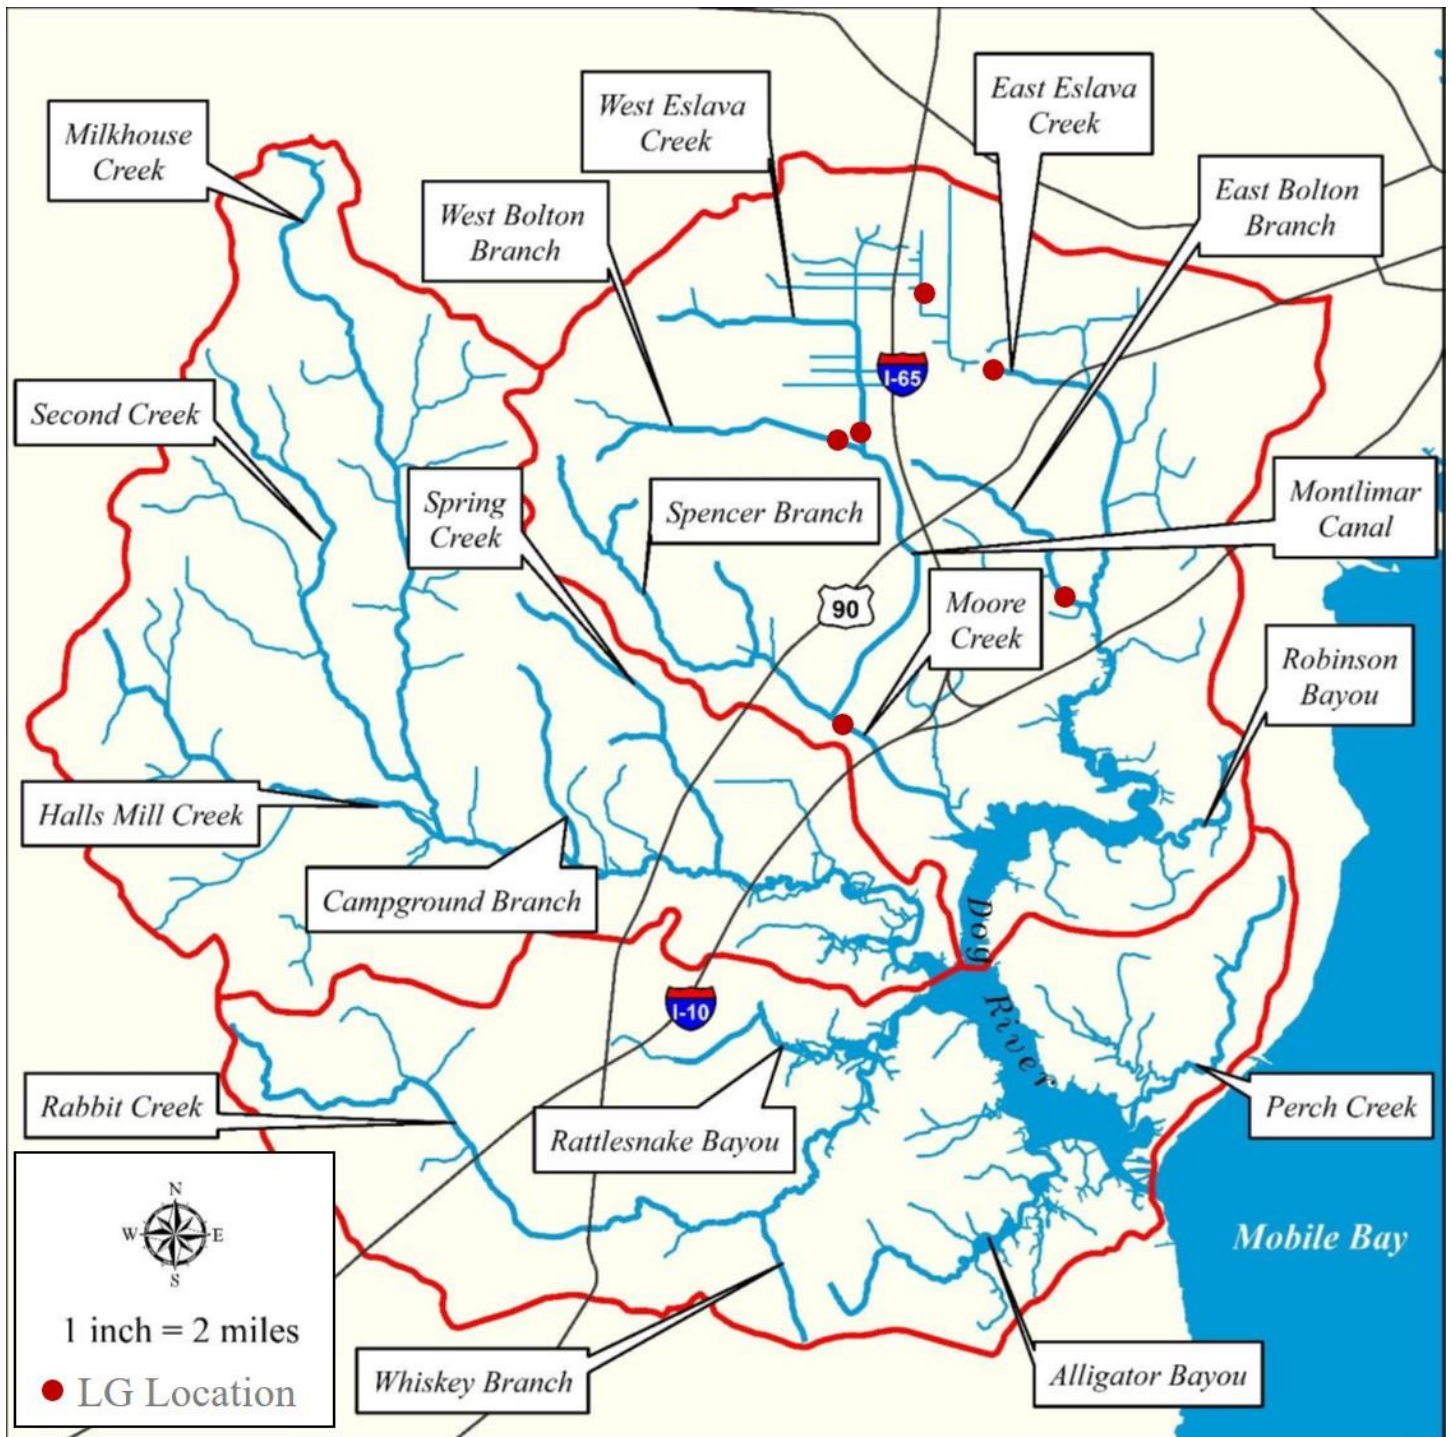 East Eslava
Creek
West Eslava
Creek
Milkhouse
Creek
East Bolton
Branch
West Bolton
Branch
I-65
Second Creek
Spring
Creek
Spencer Branch
Montlimar
Canal
90
Moore
Creek
Robinson
Bayou
Halls Mill Creek
Campground Branch
Dog
River
I-10
Rabbit Creek
Rattlesnake Bayou
Perch Creek
N
W
E
S
Mobile Bay
1 inch = 2 miles
LG Location
Whiskey Branch
Alligator Bayou